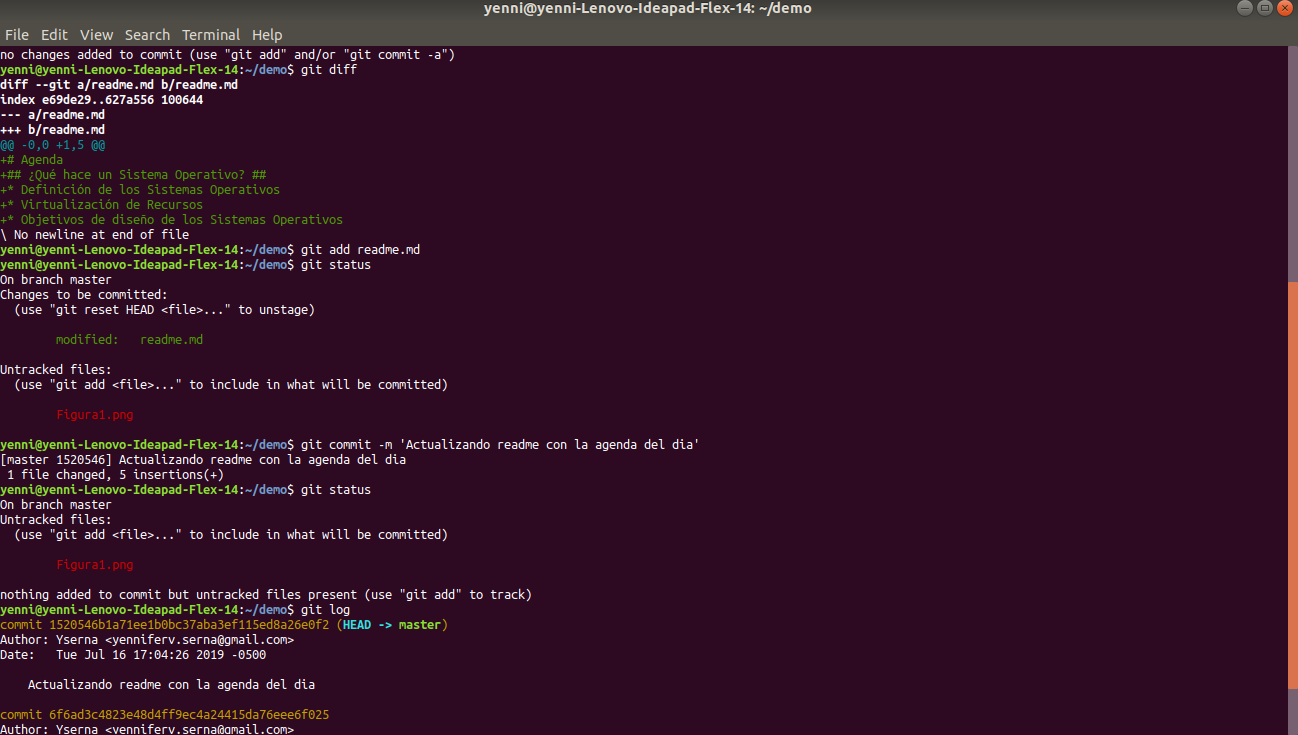 yenni@yenni-Lenovo-Ideapad-Flex-14: ~/demo
File Edit View Search Terminal Help
no changes added to commit (use "git add" and/or "git commit -a")
yenni@yenni-Lenovo-Ideapad-Flex-14:~/demo$ git diff
diff --git a/readme.md b/readme.md
index e69de29..627a556 100644
--- a/readme.md
+++ b/readme.md
@@ -0,0 +1,5 @@
+# Agenda
+## ¿Qué hace un Sistema Operativo? ##
+* Definición de los Sistemas Operativos
+* Virtualización de Recursos
+* Objetivos de diseño de los Sistemas Operativos
\ No newline at end of file
yenni@yenni-Lenovo-Ideapad-Flex-14:~/demo$ git add readme.md
yenni@yenni-Lenovo-Ideapad-Flex-14:~/demo$ git status
On branch master
Changes to be committed:
  (use "git reset HEAD <file>..." to unstage)
modified:   readme.md
Untracked files:
  (use "git add <file>..." to include in what will be committed)
Figura1.png
yenni@yenni-Lenovo-Ideapad-Flex-14:~/demo$ git commit -m 'Actualizando readme con la agenda del dia'
[master 1520546] Actualizando readme con la agenda del dia
 1 file changed, 5 insertions(+)
yenni@yenni-Lenovo-Ideapad-Flex-14:~/demo$ git status
On branch master
Untracked files:
  (use "git add <file>..." to include in what will be committed)
Figura1.png
nothing added to commit but untracked files present (use "git add" to track)
yenni@yenni-Lenovo-Ideapad-Flex-14:~/demo$ git log
commit 1520546b1a71ee1b0bc37aba3ef115ed8a26e0f2 (HEAD -> master)
Author: Yserna <yenniferv.serna@gmail.com>
Date:   Tue Jul 16 17:04:26 2019 -0500
    Actualizando readme con la agenda del dia
commit 6f6ad3c4823e48d4ff9ec4a24415da76eee6f025
Author: Yserna <yenniferv.serna@gmail.com>